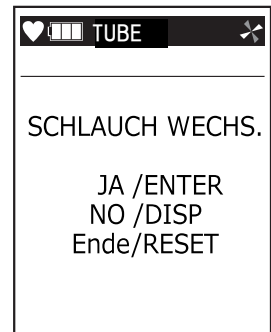 TUBE
SCHLAUCH WECHS.
JA /ENTER
NO /DISP
Ende/RESET